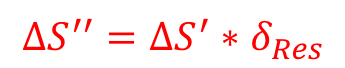 ΔS′′ = ΔS′ * δ_Res